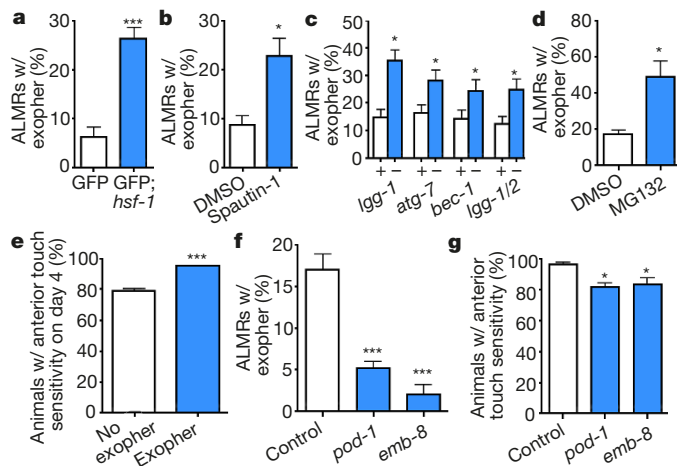 a
ALMRs w/
exopher (%)
30
20
10
0
***
GFP GFP;
hsf-1
b
ALMRs w/
exopher (%)
30
20
10
0
*
DMSO
Spautin-1
c
ALMRs w/
exopher (%)
50
40
30
20
10
0
* * * *
+ − + − + − + −
lgg-1
atg-7
bec-1
lgg-1/2
d
ALMRs w/
exopher (%)
80
60
40
20
0
*
DMSO
MG132
e
Animals w/ anterior touch
sensitivity on day 4 (%)
100
80
60
40
20
0
***
No
exopher
Exopher
f
ALMRs w/
exopher (%)
20
15
10
5
0
***
***
Control
pod-1
emb-8
g
Animals w/ anterior
touch sensitivity (%)
100
80
60
40
20
0
* *
Control
pod-1
emb-8